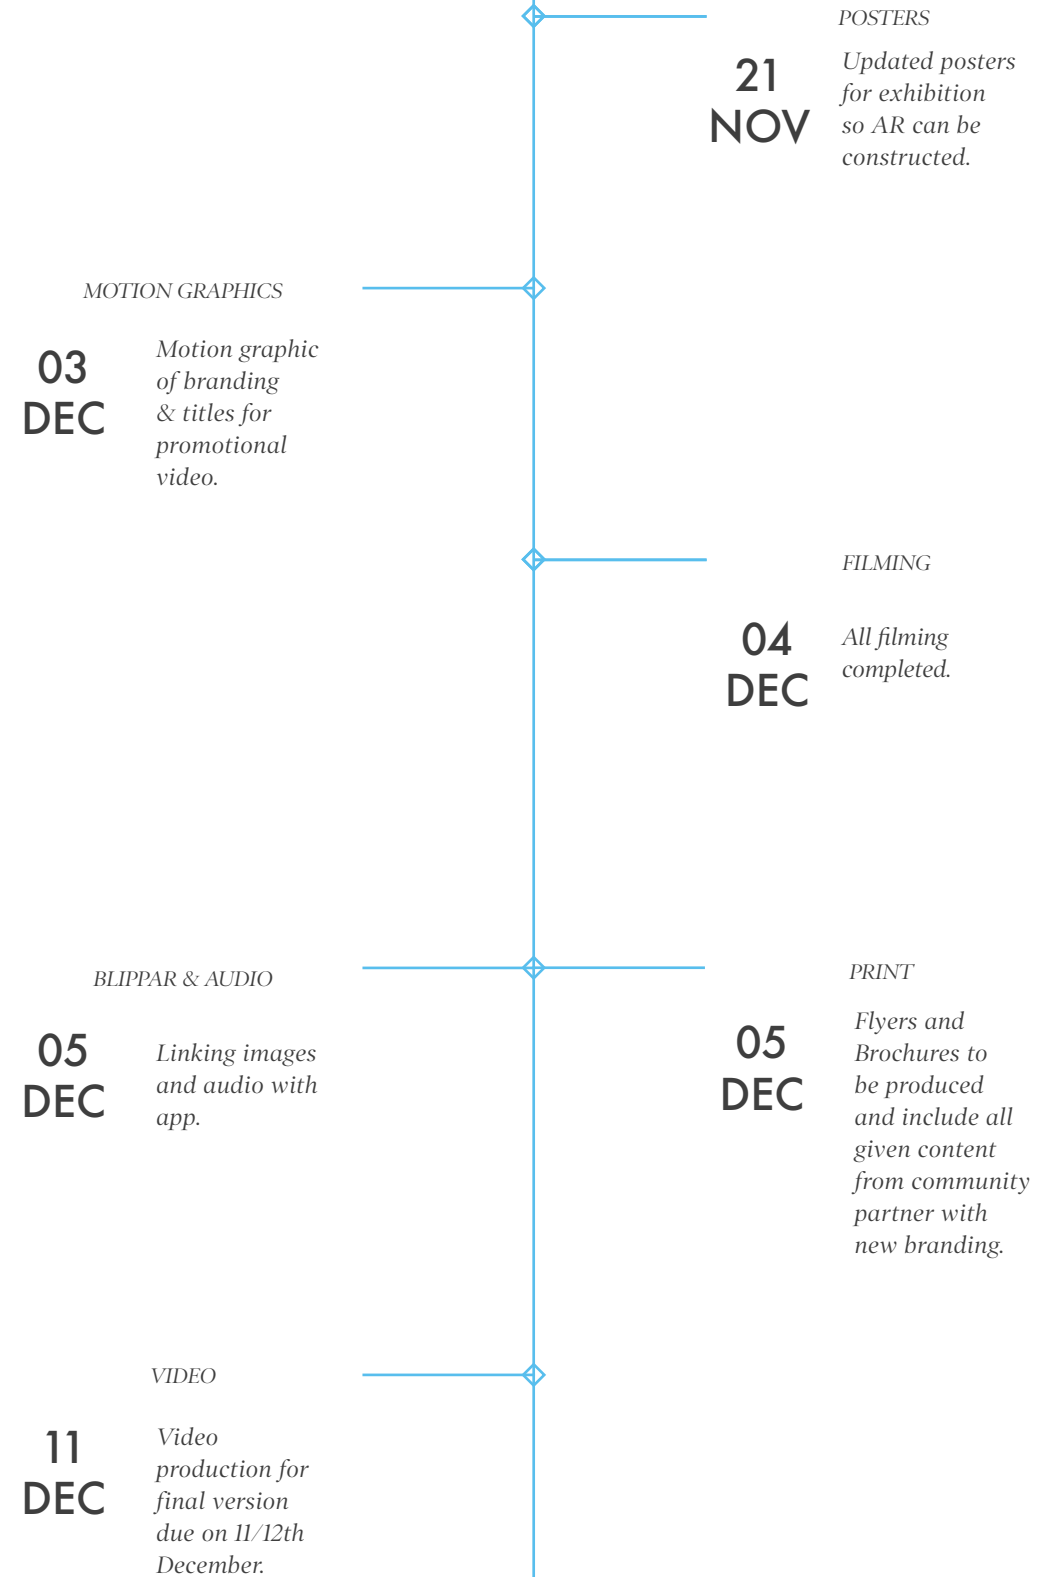 POSTERS
21
NOV
Updated posters
for exhibition
so AR can be
constructed.
MOTION GRAPHICS
03
DEC
Motion graphic
of branding
& titles for
promotional
video.
FILMING
04
DEC
All filming
completed.
BLIPPAR & AUDIO
05
DEC
Linking images
and audio with
app.
PRINT
05
DEC
Flyers and
Brochures to
be produced
and include all
given content
from community
partner with
new branding.
VIDEO
11
DEC
Video
production for
final version
due on 11/12th
December.